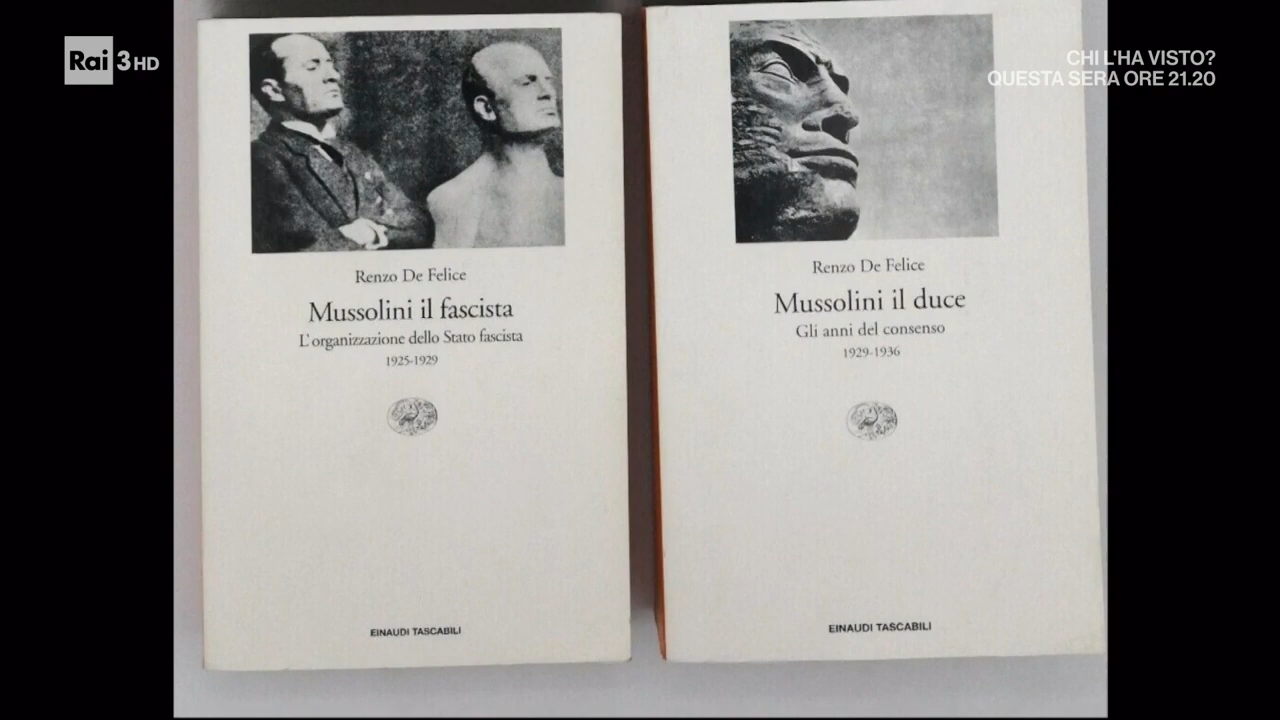 Rai 3 HD
CHI L'HA VISTO?
QUESTA SERA ORE 21.20
Renzo De Felice
Mussolini il fascista
L'organizzazione dello Stato fascista
1925-1929
EINAUDI TASCABILI
Renzo De Felice
Mussolini il duce
Gli anni del consenso
1929-1936
EINAUDI TASCABILI